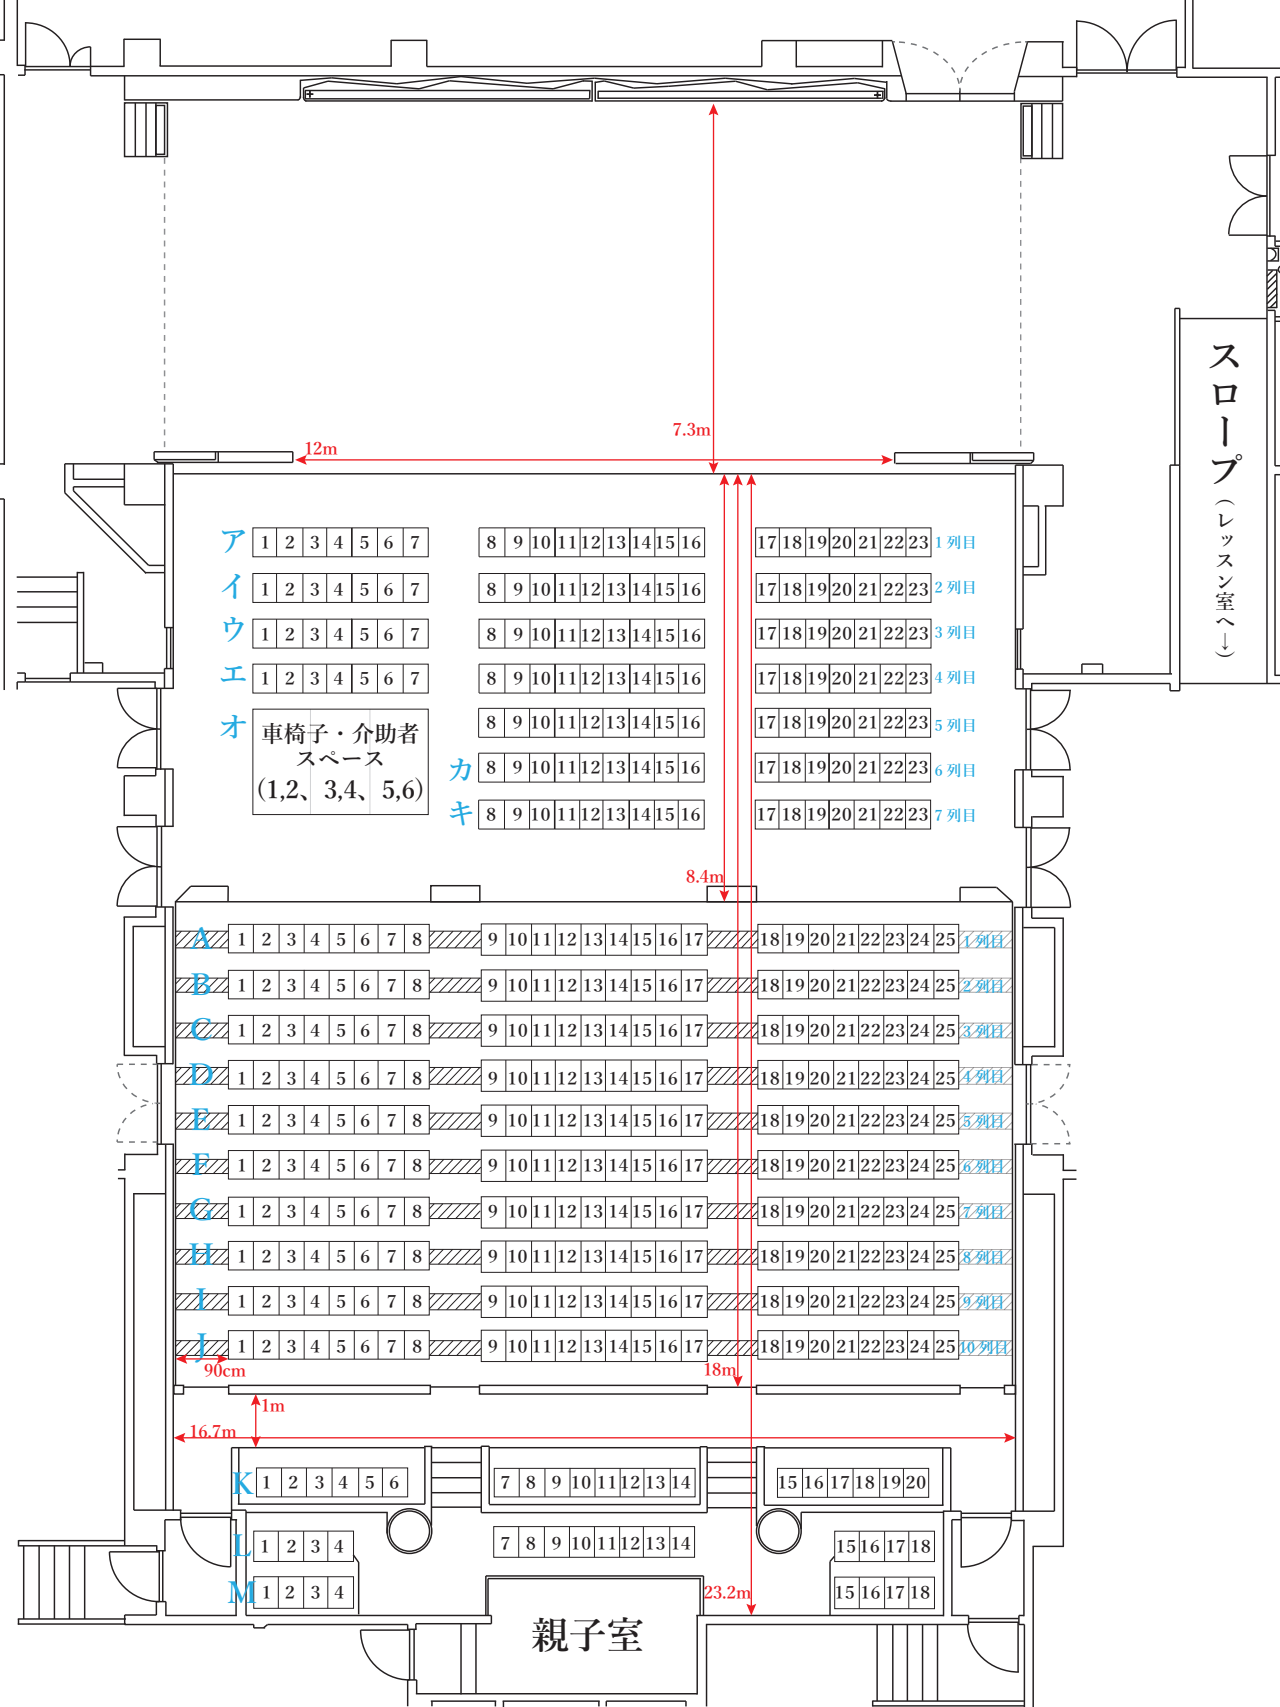 7.3m
12m
スロープ(レッスン室へ→)
ア 1 2 3 4 5 6 7 8 9 10 11 12 13 14 15 16 17 18 19 20 21 22 23 1列目
イ 1 2 3 4 5 6 7 8 9 10 11 12 13 14 15 16 17 18 19 20 21 22 23 2列目
ウ 1 2 3 4 5 6 7 8 9 10 11 12 13 14 15 16 17 18 19 20 21 22 23 3列目
エ 1 2 3 4 5 6 7 8 9 10 11 12 13 14 15 16 17 18 19 20 21 22 23 4列目
オ 8 9 10 11 12 13 14 15 16 17 18 19 20 21 22 23 5列目
車椅子・介助者
スペース
(1,2、3,4、5,6)
カ 8 9 10 11 12 13 14 15 16 17 18 19 20 21 22 23 6列目
キ 8 9 10 11 12 13 14 15 16 17 18 19 20 21 22 23 7列目
8.4m
A 1 2 3 4 5 6 7 8 9 10 11 12 13 14 15 16 17 18 19 20 21 22 23 24 25 1列目
B 1 2 3 4 5 6 7 8 9 10 11 12 13 14 15 16 17 18 19 20 21 22 23 24 25 2列目
C 1 2 3 4 5 6 7 8 9 10 11 12 13 14 15 16 17 18 19 20 21 22 23 24 25 3列目
D 1 2 3 4 5 6 7 8 9 10 11 12 13 14 15 16 17 18 19 20 21 22 23 24 25 4列目
E 1 2 3 4 5 6 7 8 9 10 11 12 13 14 15 16 17 18 19 20 21 22 23 24 25 5列目
F 1 2 3 4 5 6 7 8 9 10 11 12 13 14 15 16 17 18 19 20 21 22 23 24 25 6列目
G 1 2 3 4 5 6 7 8 9 10 11 12 13 14 15 16 17 18 19 20 21 22 23 24 25 7列目
H 1 2 3 4 5 6 7 8 9 10 11 12 13 14 15 16 17 18 19 20 21 22 23 24 25 8列目
I 1 2 3 4 5 6 7 8 9 10 11 12 13 14 15 16 17 18 19 20 21 22 23 24 25 9列目
J 1 2 3 4 5 6 7 8 9 10 11 12 13 14 15 16 17 18 19 20 21 22 23 24 25 10列目
90cm
18m
1m
16.7m
K 1 2 3 4 5 6 7 8 9 10 11 12 13 14 15 16 17 18 19 20
L 1 2 3 4 7 8 9 10 11 12 13 14 15 16 17 18
M 1 2 3 4 15 16 17 18
23.2m
親子室